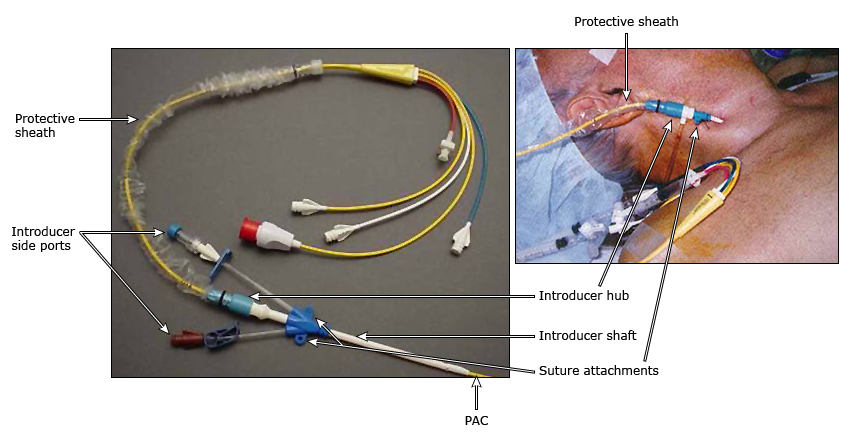 Protective sheath
Protective
sheath
Introducer
side ports
Introducer hub
Introducer shaft
Suture attachments
PAC